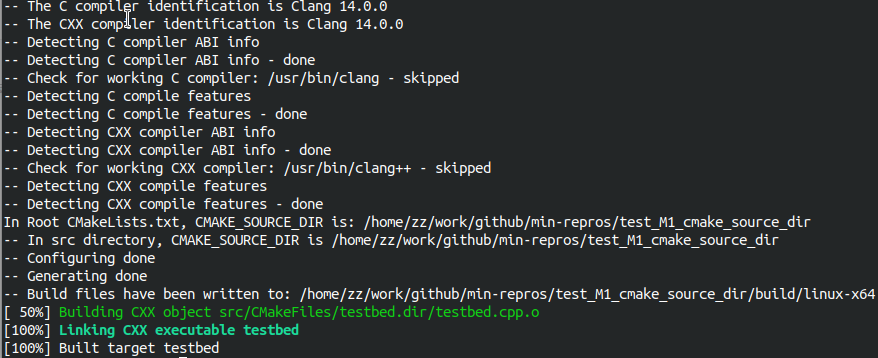 -- The C compiler identification is Clang 14.0.0
-- The CXX compiler identification is Clang 14.0.0
-- Detecting C compiler ABI info
-- Detecting C compiler ABI info - done
-- Check for working C compiler: /usr/bin/clang - skipped
-- Detecting C compile features
-- Detecting C compile features - done
-- Detecting CXX compiler ABI info
-- Detecting CXX compiler ABI info - done
-- Check for working CXX compiler: /usr/bin/clang++ - skipped
-- Detecting CXX compile features
-- Detecting CXX compile features - done
In Root CMakeLists.txt, CMAKE_SOURCE_DIR is: /home/zz/work/github/min-repros/test_M1_cmake_source_dir
-- In src directory, CMAKE_SOURCE_DIR is /home/zz/work/github/min-repros/test_M1_cmake_source_dir
-- Configuring done
-- Generating done
-- Build files have been written to: /home/zz/work/github/min-repros/test_M1_cmake_source_dir/build/linux-x64
[ 50%] Building CXX object src/CMakeFiles/testbed.dir/testbed.cpp.o
[100%] Linking CXX executable testbed
[100%] Built target testbed